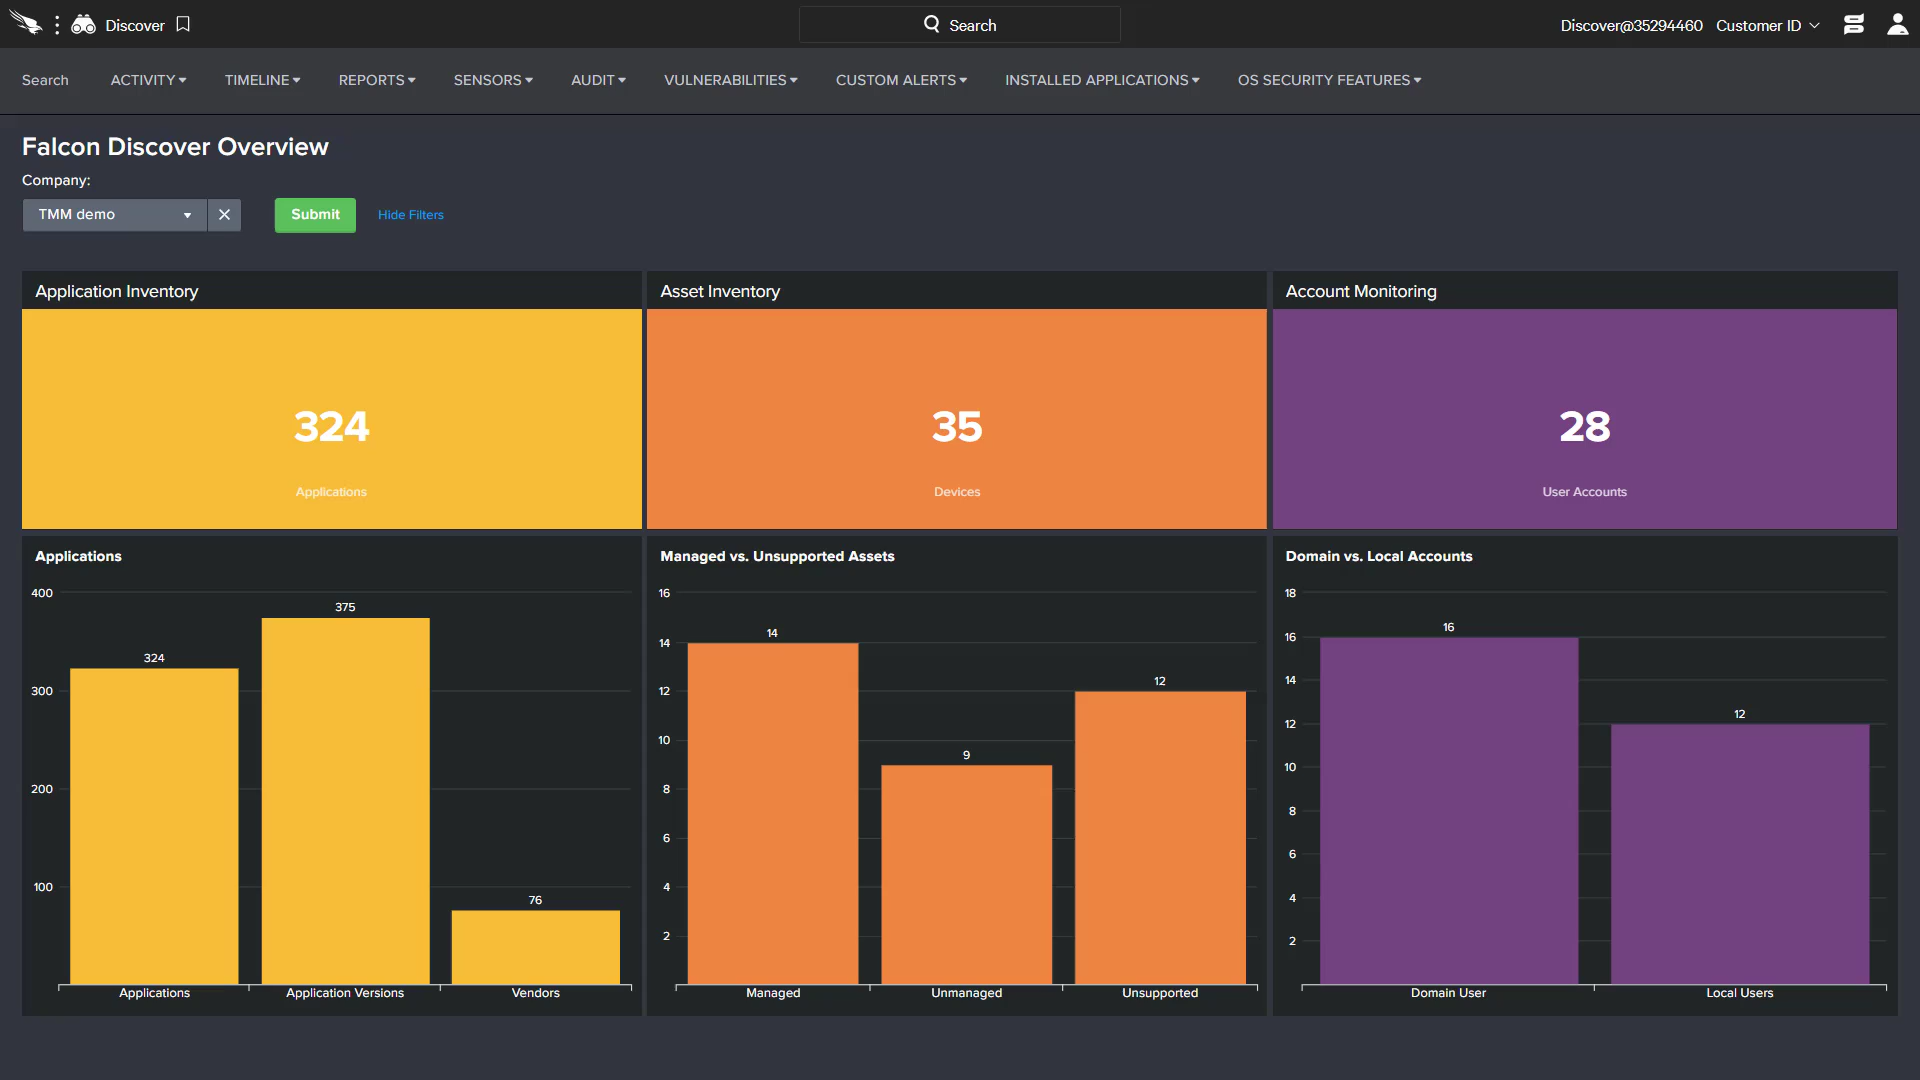 Discover
Search
Discover@35294460 Customer ID
Search ACTIVITY TIMELINE REPORTS SENSORS AUDIT VULNERABILITIES CUSTOM ALERTS INSTALLED APPLICATIONS OS SECURITY FEATURES
Falcon Discover Overview
Company:
TMM demo
Submit
Hide Filters
Application Inventory
324
Applications
Asset Inventory
35
Devices
Account Monitoring
28
User Accounts
Applications
400
300
200
100
324
375
76
Applications Application Versions Vendors
Managed vs. Unsupported Assets
16
14
12
10
8
6
4
2
14
9
12
Managed Unmanaged Unsupported
Domain vs. Local Accounts
18
16
14
12
10
8
6
4
2
16
12
Domain User Local Users